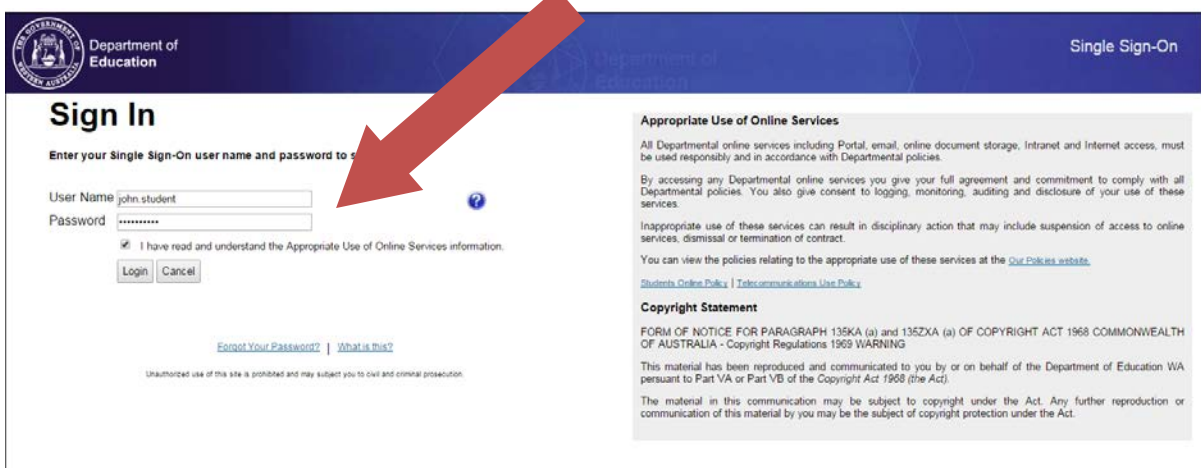 THE GOVERNMENT OF
WESTERN AUSTRALIA
Department of
Education
Department of
Education
Single Sign-On
Sign In
Enter your Single Sign-On user name and password to s
User Name john.student
Password ••••••••••
I have read and understand the Appropriate Use of Online Services information.
Login Cancel
Forgot Your Password? | What is this?
Unauthorized use of this site is prohibited and may subject you to civil and criminal prosecution.
Appropriate Use of Online Services
All Departmental online services including Portal, email, online document storage, Intranet and Internet access, must
be used responsibly and in accordance with Departmental policies.
By accessing any Departmental online services you give your full agreement and commitment to comply with all
Departmental policies. You also give consent to logging, monitoring, auditing and disclosure of your use of these
services.
Inappropriate use of these services can result in disciplinary action that may include suspension of access to online
services, dismissal or termination of contract.
You can view the policies relating to the appropriate use of these services at the Our Policies website.
Students Online Policy | Telecommunications Use Policy
Copyright Statement
FORM OF NOTICE FOR PARAGRAPH 135KA (a) and 135ZXA (a) OF COPYRIGHT ACT 1968 COMMONWEALTH
OF AUSTRALIA - Copyright Regulations 1969 WARNING
This material has been reproduced and communicated to you by or on behalf of the Department of Education WA
persuant to Part VA or Part VB of the Copyright Act 1968 (the Act).
The material in this communication may be subject to copyright under the Act. Any further reproduction or
communication of this material by you may be the subject of copyright protection under the Act.